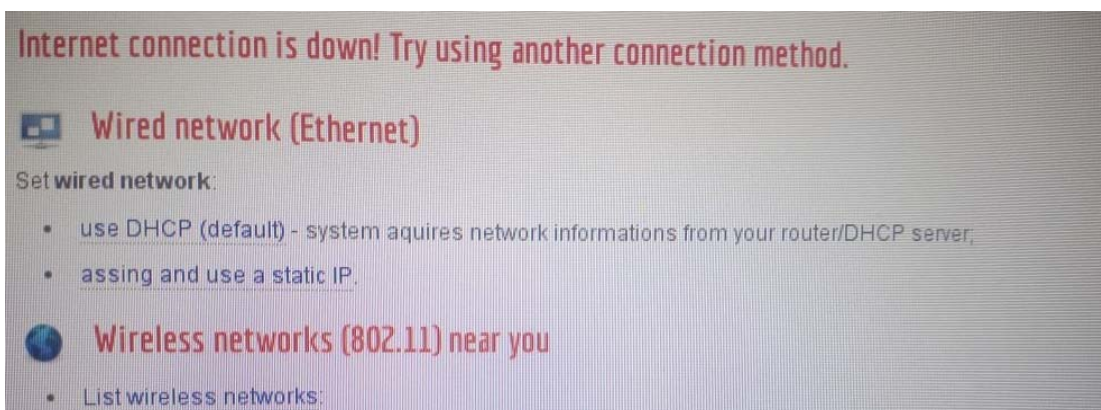 Internet connection is down! Try using another connection method.
Wired network (Ethernet)
Set wired network:
• use DHCP (default) - system aquires network informations from your router/DHCP server;
• assing and use a static IP.
Wireless networks (802.11) near you
• List wireless networks: